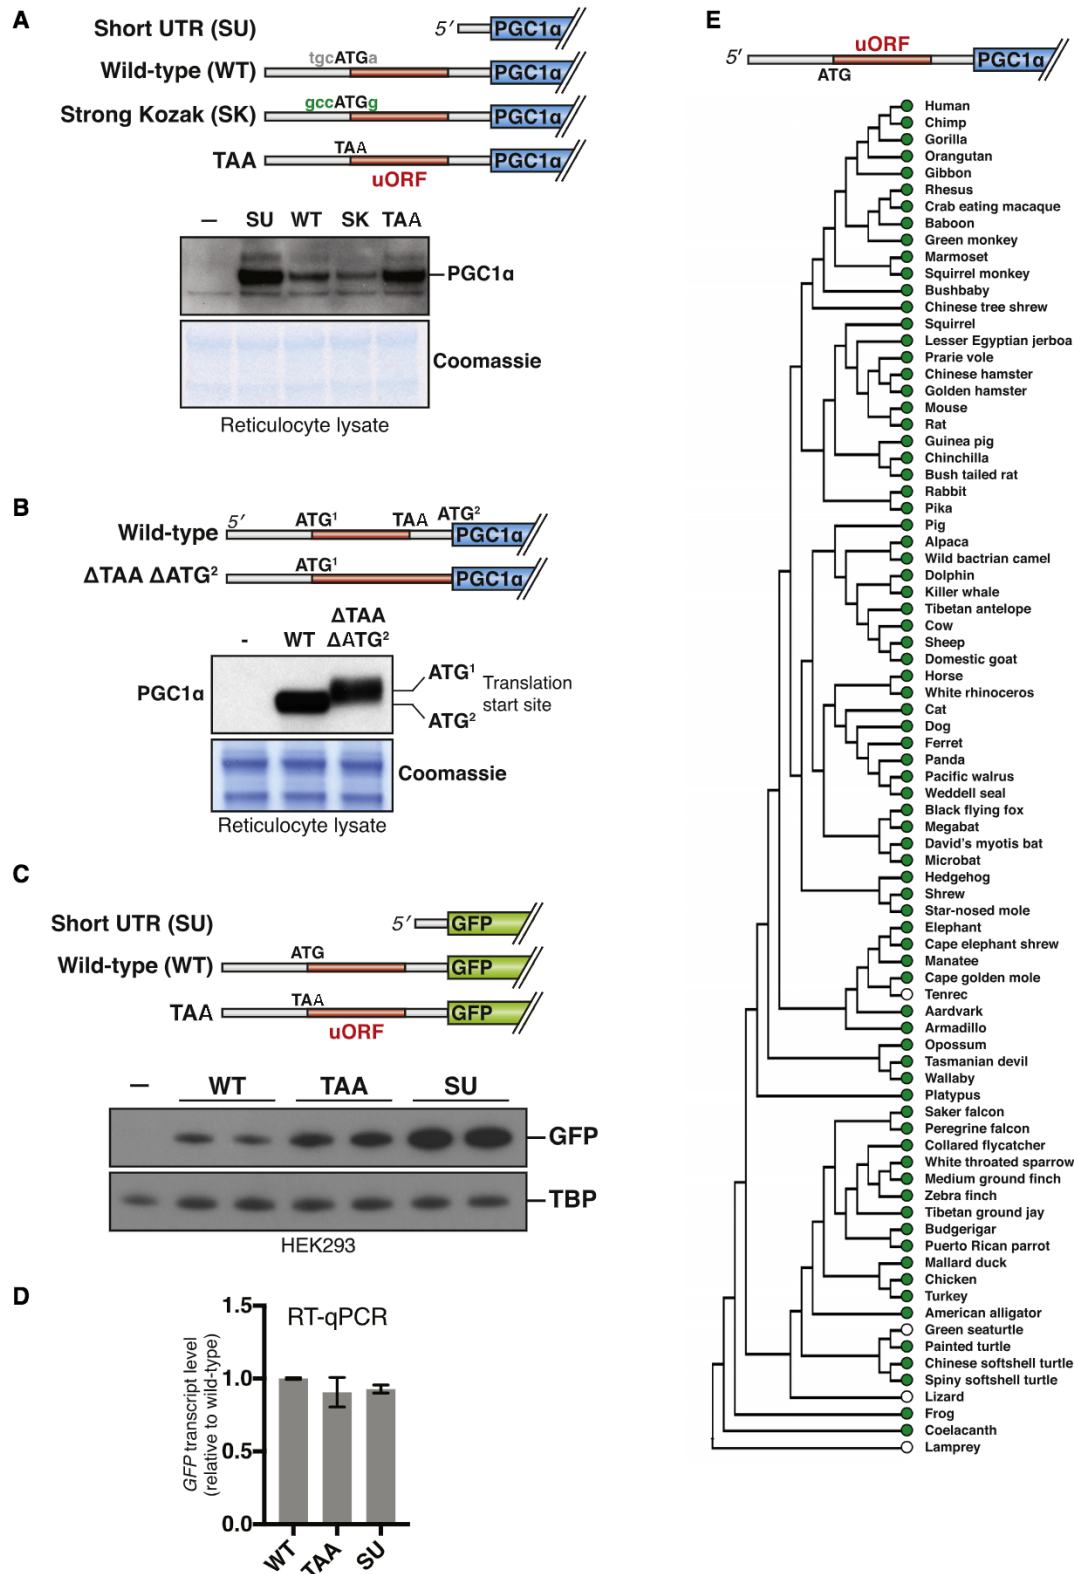 A
Short UTR (SU)
5′
PGC1α
tgcATGa
Wild-type (WT)
PGC1α
gccATGg
Strong Kozak (SK)
PGC1α
TAA
TAA
PGC1α
uORF
– SU WT SK TAA
PGC1α
Coomassie
Reticulocyte lysate
B
5′ ATG¹ TAA ATG²
Wild-type
PGC1α
ATG¹
ΔTAA ΔATG²
PGC1α
ΔTAA
- WT ΔATG²
PGC1α
ATG¹
Translation
start site
ATG²
Coomassie
Reticulocyte lysate
C
Short UTR (SU)
5′
GFP
ATG
Wild-type (WT)
GFP
TAA
TAA
GFP
uORF
– WT TAA SU
GFP
TBP
HEK293
D
RT-qPCR
GFP transcript level
(relative to wild-type)
1.5
1.0
0.5
0.0
WT
TAA
SU
E
uORF
5′
PGC1α
ATG
Human
Chimp
Gorilla
Orangutan
Gibbon
Rhesus
Crab eating macaque
Baboon
Green monkey
Marmoset
Squirrel monkey
Bushbaby
Chinese tree shrew
Squirrel
Lesser Egyptian jerboa
Prarie vole
Chinese hamster
Golden hamster
Mouse
Rat
Guinea pig
Chinchilla
Bush tailed rat
Rabbit
Pika
Pig
Alpaca
Wild bactrian camel
Dolphin
Killer whale
Tibetan antelope
Cow
Sheep
Domestic goat
Horse
White rhinoceros
Cat
Dog
Ferret
Panda
Pacific walrus
Weddell seal
Black flying fox
Megabat
David's myotis bat
Microbat
Hedgehog
Shrew
Star-nosed mole
Elephant
Cape elephant shrew
Manatee
Cape golden mole
Tenrec
Aardvark
Armadillo
Opossum
Tasmanian devil
Wallaby
Platypus
Saker falcon
Peregrine falcon
Collared flycatcher
White throated sparrow
Medium ground finch
Zebra finch
Tibetan ground jay
Budgerigar
Puerto Rican parrot
Mallard duck
Chicken
Turkey
American alligator
Green seaturtle
Painted turtle
Chinese softshell turtle
Spiny softshell turtle
Lizard
Frog
Coelacanth
Lamprey